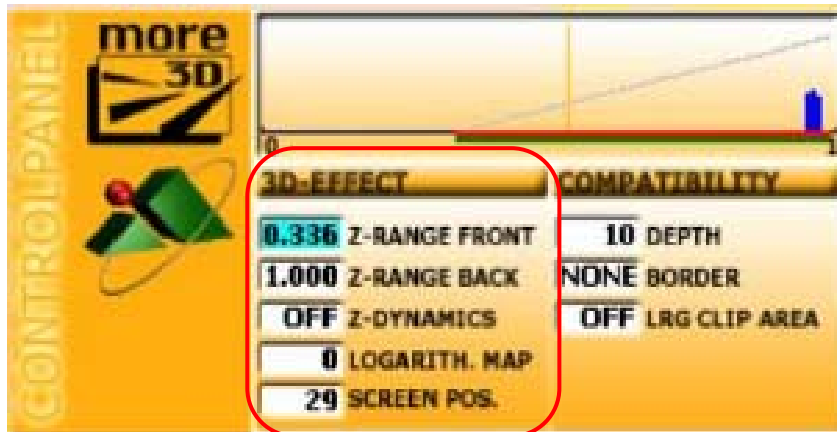 CONTROLPANEL
more
3D
0
1
3D-EFFECT
0.336 Z-RANGE FRONT
1.000 Z-RANGE BACK
OFF Z-DYNAMICS
0 LOGARITH. MAP
29 SCREEN POS.
COMPATIBILITY
10 DEPTH
NONE BORDER
OFF LRG CLIP AREA